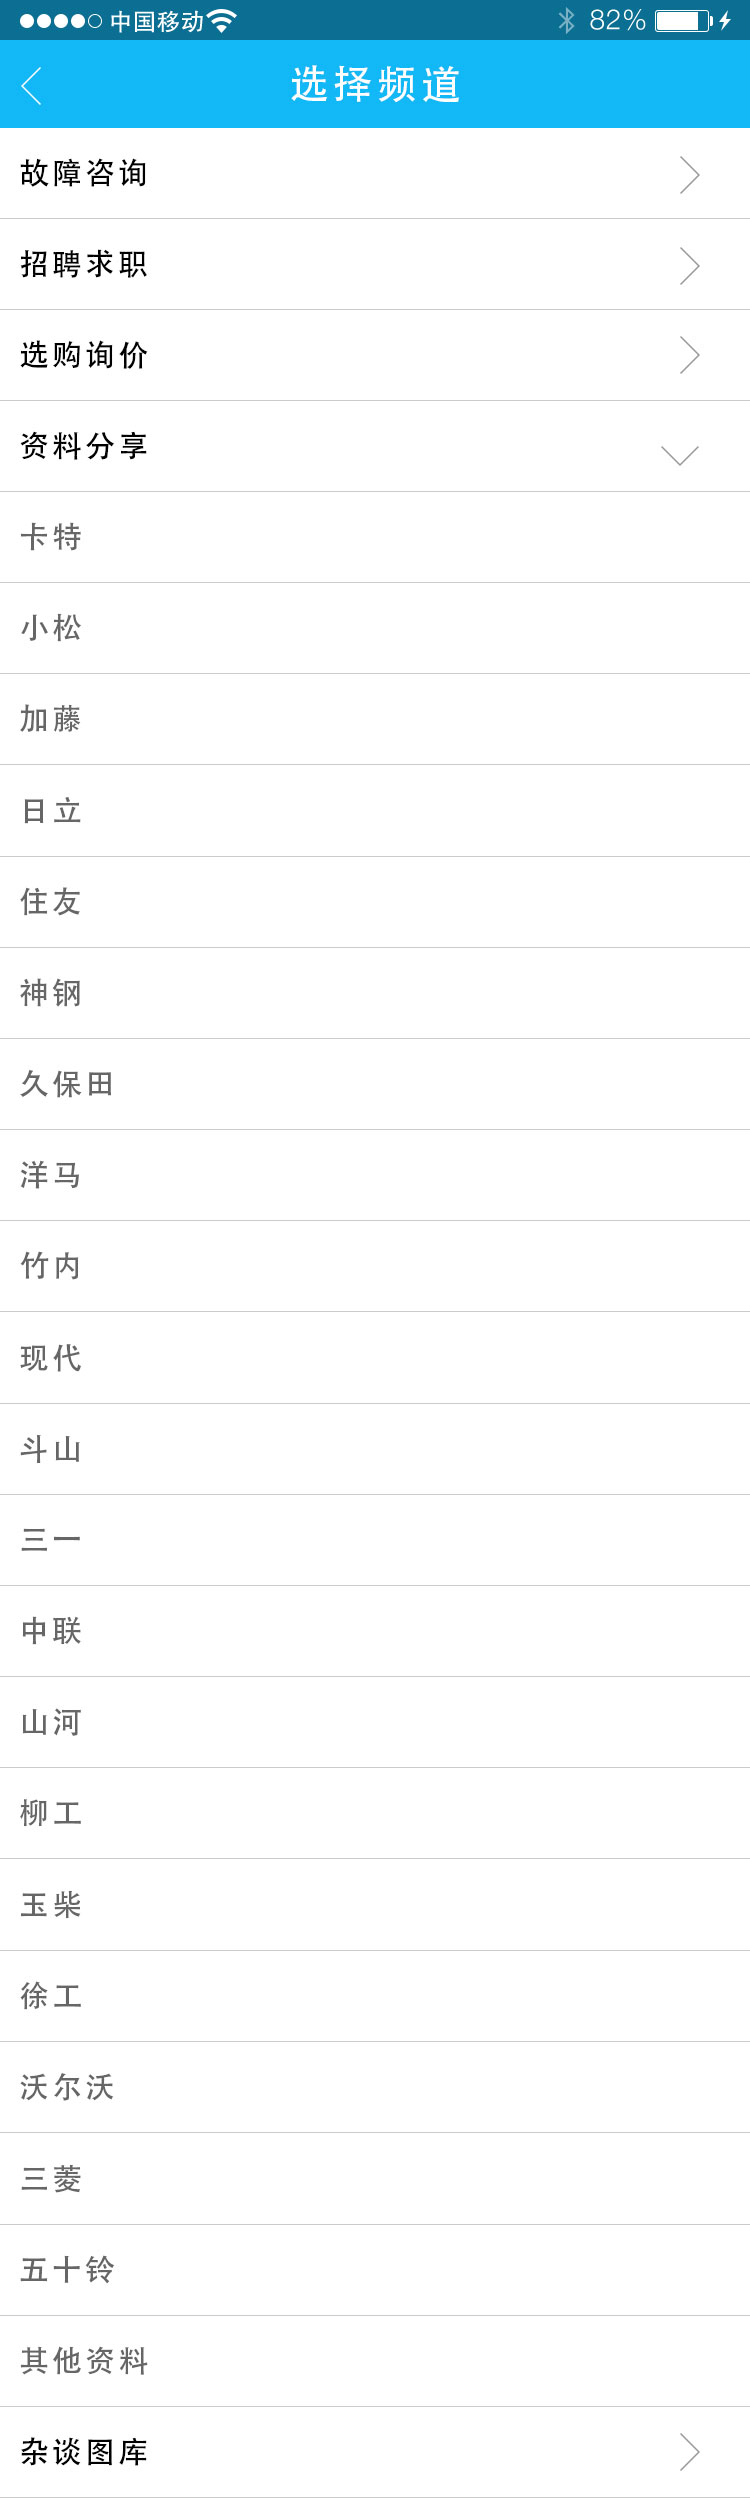 中国移动 82%
选择频道
故障咨询
招聘求职
选购询价
资料分享
卡特
小松
加藤
日立
住友
神钢
久保田
洋马
竹内
现代
斗山
三一
中联
山河
柳工
玉柴
徐工
沃尔沃
三菱
五十铃
其他资料
杂谈图库